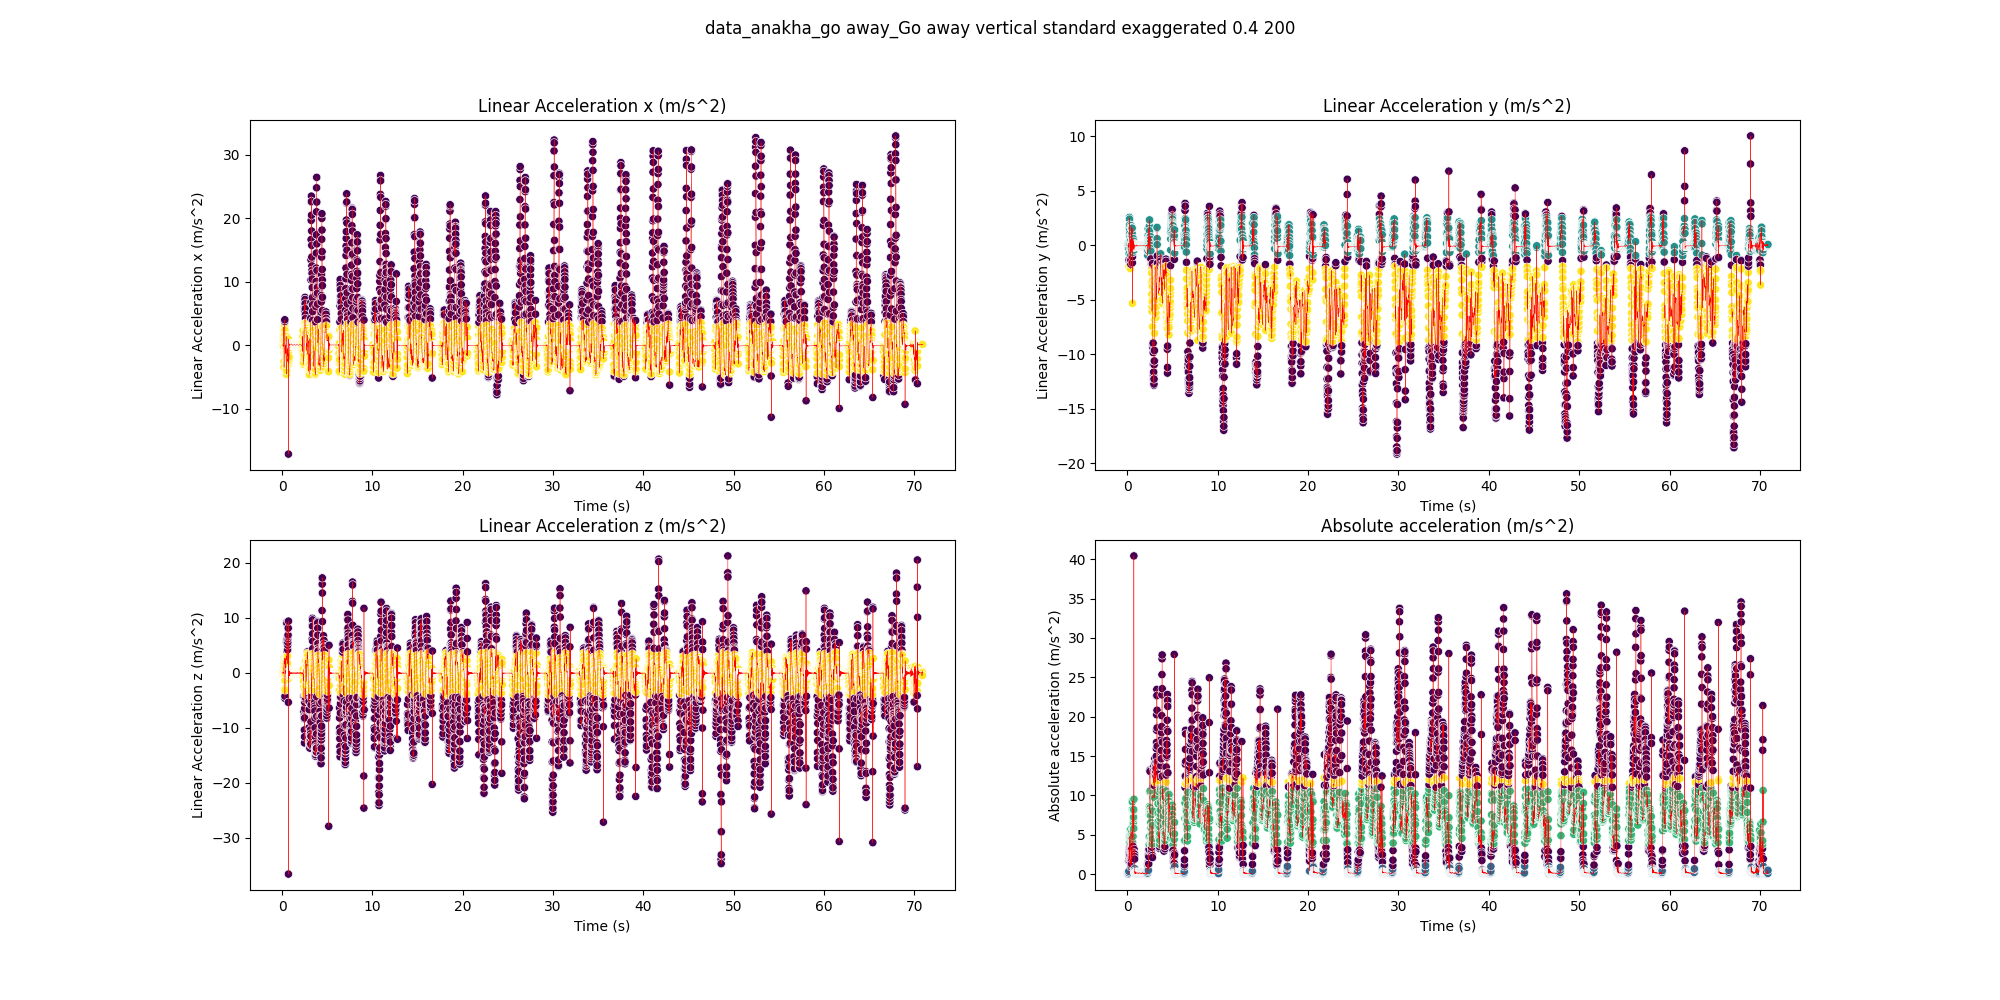 data_anakha_go away_Go away vertical standard exaggerated 0.4 200
Linear Acceleration x (m/s^2)
Linear Acceleration x (m/s^2)
30
20
10
0
−10
0 10 20 30 40 50 60 70
Time (s)
Linear Acceleration y (m/s^2)
Linear Acceleration y (m/s^2)
10
5
0
−5
−10
−15
−20
0 10 20 30 40 50 60 70
Time (s)
Linear Acceleration z (m/s^2)
Linear Acceleration z (m/s^2)
20
10
0
−10
−20
−30
0 10 20 30 40 50 60 70
Time (s)
Absolute acceleration (m/s^2)
Absolute acceleration (m/s^2)
40
35
30
25
20
15
10
5
0
0 10 20 30 40 50 60 70
Time (s)